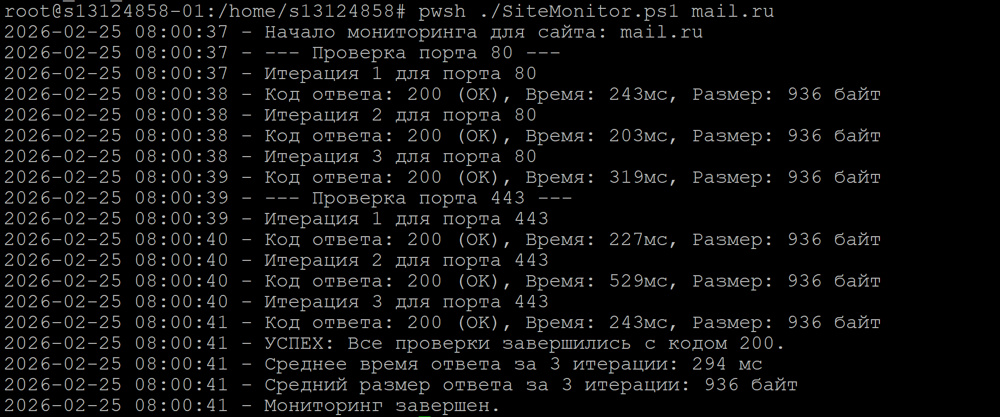 root@s13124858-01:/home/s13124858# pwsh ./SiteMonitor.ps1 mail.ru
2026-02-25 08:00:37 - Начало мониторинга для сайта: mail.ru
2026-02-25 08:00:37 - --- Проверка порта 80 ---
2026-02-25 08:00:37 - Итерация 1 для порта 80
2026-02-25 08:00:38 - Код ответа: 200 (OK), Время: 243мс, Размер: 936 байт
2026-02-25 08:00:38 - Итерация 2 для порта 80
2026-02-25 08:00:38 - Код ответа: 200 (OK), Время: 203мс, Размер: 936 байт
2026-02-25 08:00:38 - Итерация 3 для порта 80
2026-02-25 08:00:39 - Код ответа: 200 (OK), Время: 319мс, Размер: 936 байт
2026-02-25 08:00:39 - --- Проверка порта 443 ---
2026-02-25 08:00:39 - Итерация 1 для порта 443
2026-02-25 08:00:40 - Код ответа: 200 (OK), Время: 227мс, Размер: 936 байт
2026-02-25 08:00:40 - Итерация 2 для порта 443
2026-02-25 08:00:40 - Код ответа: 200 (OK), Время: 529мс, Размер: 936 байт
2026-02-25 08:00:40 - Итерация 3 для порта 443
2026-02-25 08:00:41 - Код ответа: 200 (OK), Время: 243мс, Размер: 936 байт
2026-02-25 08:00:41 - УСПЕХ: Все проверки завершились с кодом 200.
2026-02-25 08:00:41 - Среднее время ответа за 3 итерации: 294 мс
2026-02-25 08:00:41 - Средний размер ответа за 3 итерации: 936 байт
2026-02-25 08:00:41 - Мониторинг завершен.